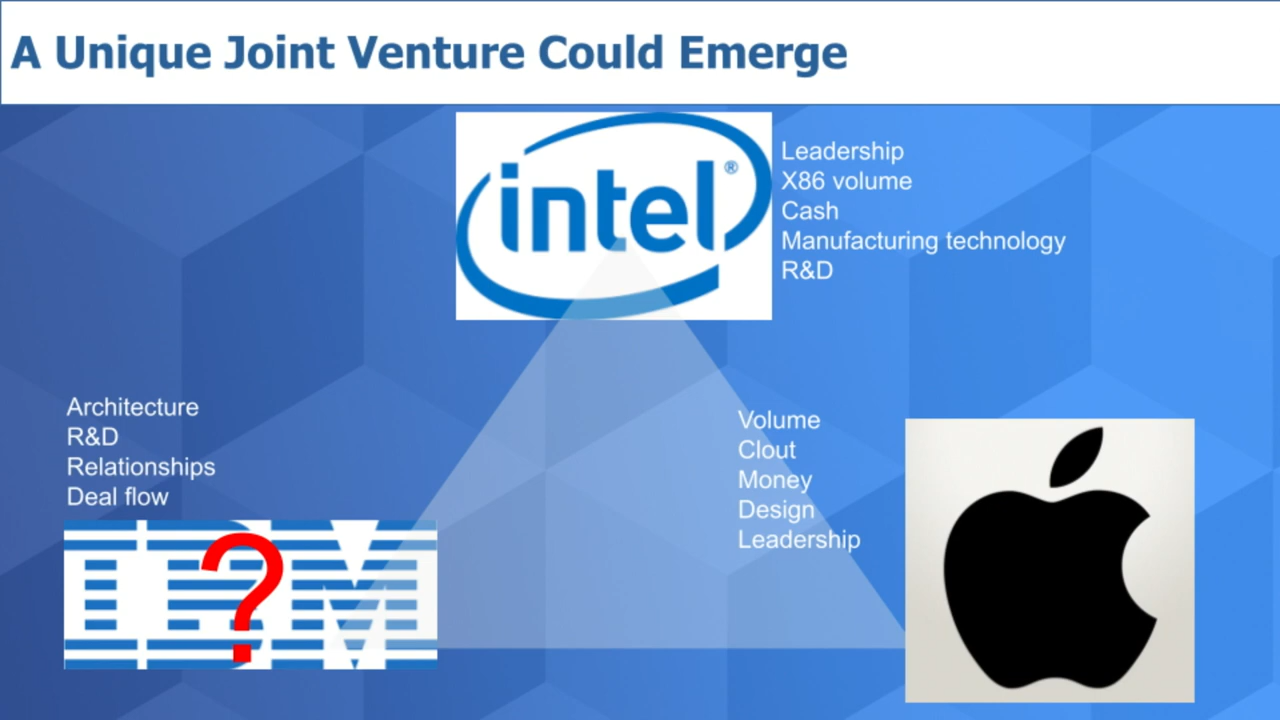 A Unique Joint Venture Could Emerge
intel®
Leadership
X86 volume
Cash
Manufacturing technology
R&D
Architecture
R&D
Relationships
Deal flow
IBM
?
Volume
Clout
Money
Design
Leadership